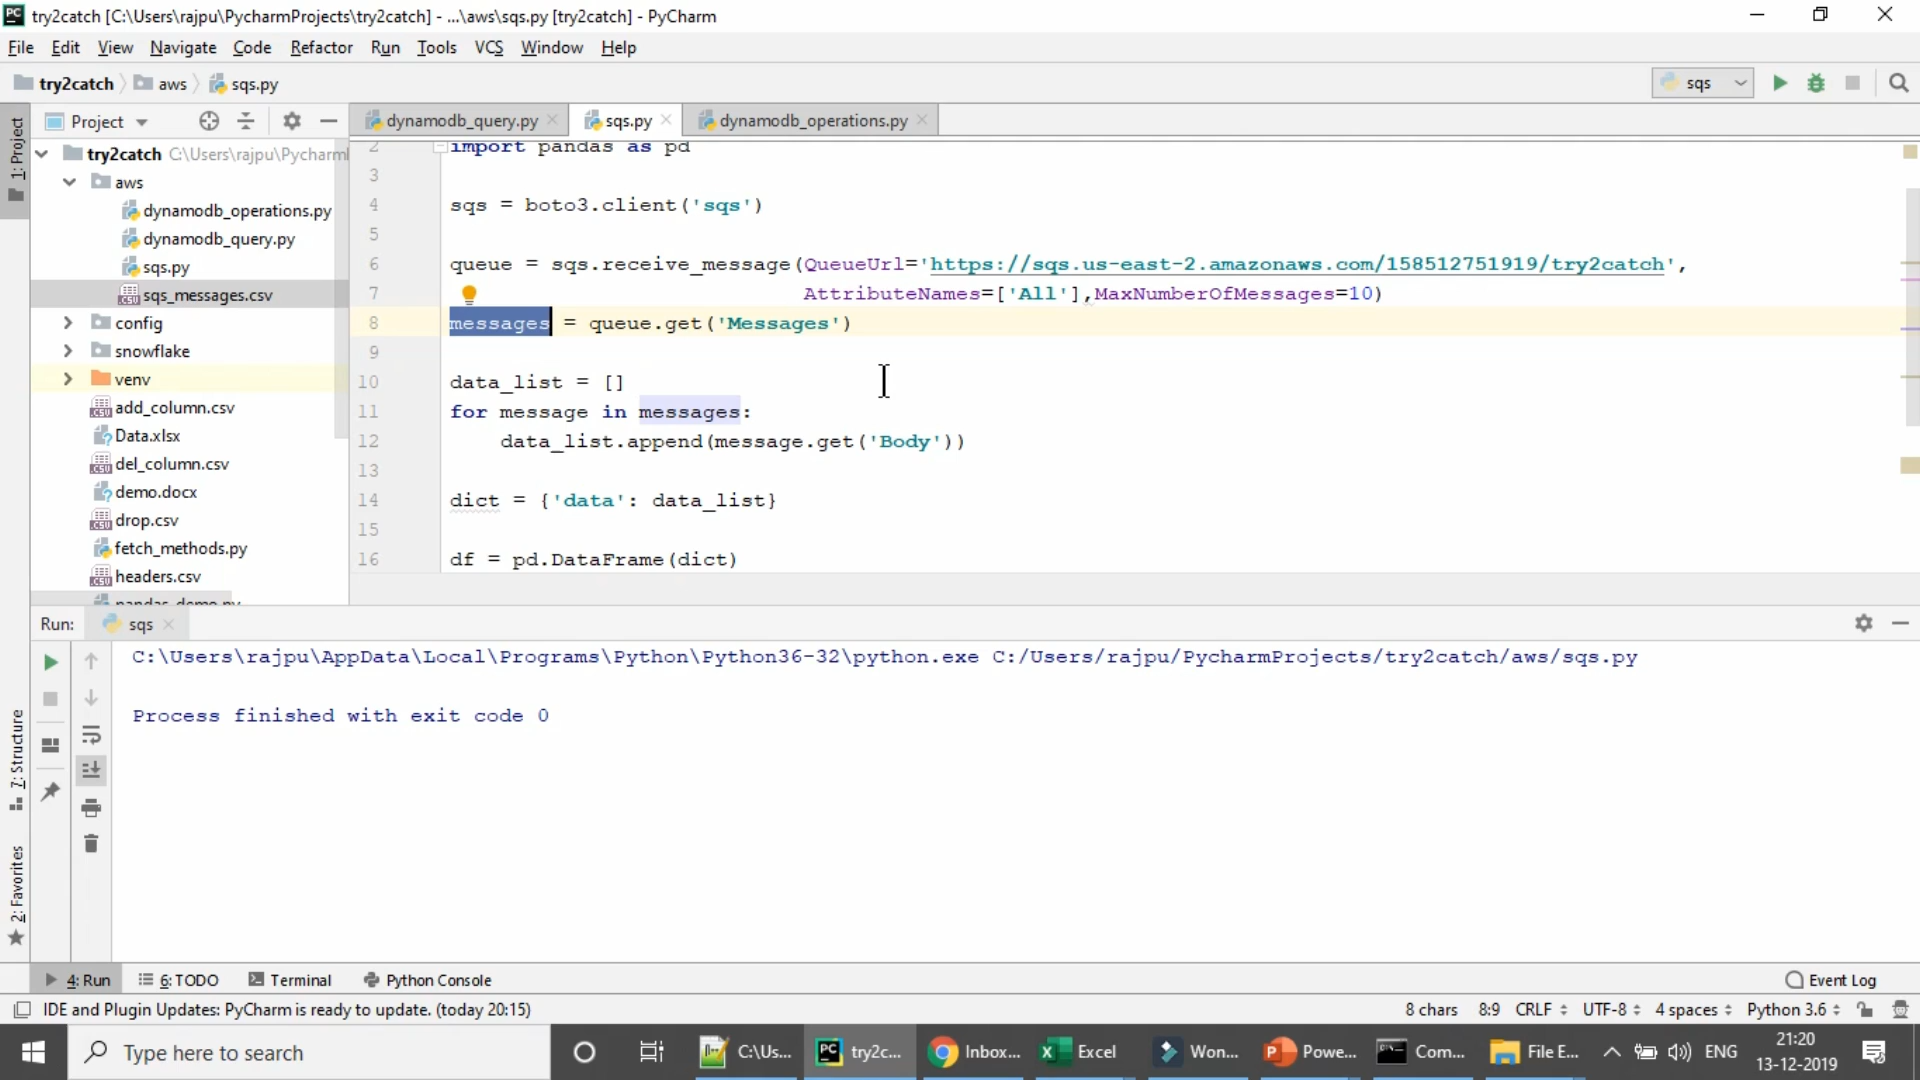 try2catch [C:\Users\rajpu\PycharmProjects\try2catch] - ...\aws\sqs.py [try2catch] - PyCharm
File Edit View Navigate Code Refactor Run Tools VCS Window Help
try2catch aws sqs.py
sqs
1: Project
Project
dynamodb_query.py
sqs.py
dynamodb_operations.py
try2catch C:\Users\rajpu\Pycharm
aws
dynamodb_operations.py
dynamodb_query.py
sqs.py
sqs_messages.csv
config
snowflake
venv
add_column.csv
Data.xlsx
del_column.csv
demo.docx
drop.csv
fetch_methods.py
headers.csv
pandas_demo.py
2 import pandas as pd
3
4 sqs = boto3.client('sqs')
5
6 queue = sqs.receive_message(QueueUrl='https://sqs.us-east-2.amazonaws.com/158512751919/try2catch',
7 AttributeNames=['All'],MaxNumberOfMessages=10)
8 messages = queue.get('Messages')
9
10 data_list = []
11 for message in messages:
12 data_list.append(message.get('Body'))
13
14 dict = {'data': data_list}
15
16 df = pd.DataFrame(dict)
Run: sqs
C:\Users\rajpu\AppData\Local\Programs\Python\Python36-32\python.exe C:/Users/rajpu/PycharmProjects/try2catch/aws/sqs.py
Process finished with exit code 0
7: Structure
2: Favorites
4: Run 6: TODO Terminal Python Console Event Log
IDE and Plugin Updates: PyCharm is ready to update. (today 20:15) 8 chars 8:9 CRLF UTF-8 4 spaces Python 3.6
Type here to search C:\Us... try2c... Inbox... Excel Won... Powe... Com... File E... ENG 21:20
13-12-2019